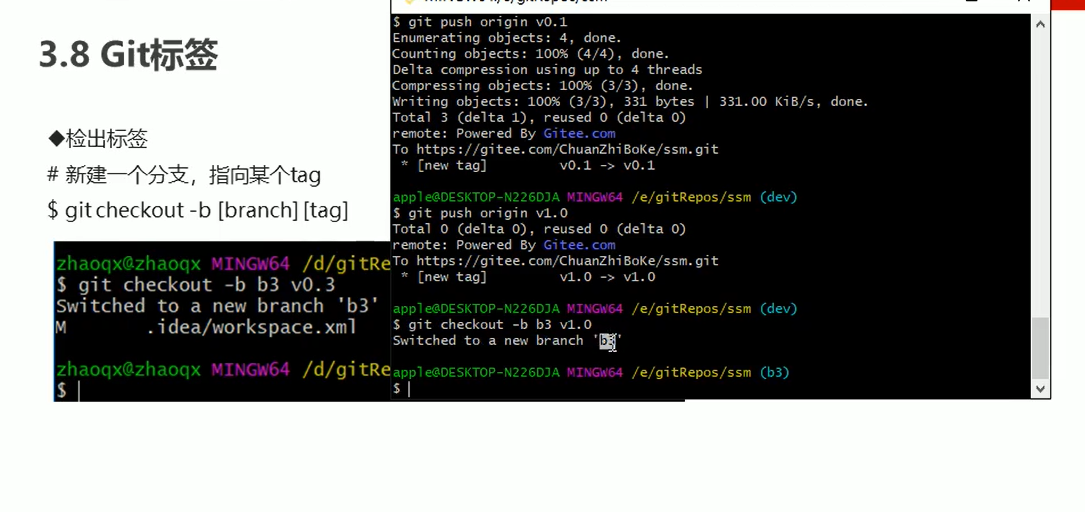 3.8 Git标签
◆检出标签
# 新建一个分支，指向某个tag
$ git checkout -b [branch] [tag]
zhaoqx@zhaoqx MINGW64 /d/gitRe
$ git checkout -b b3 v0.3
Switched to a new branch 'b3'
M .idea/workspace.xml
zhaoqx@zhaoqx MINGW64 /d/gitRe
$
$ git push origin v0.1
Enumerating objects: 4, done.
Counting objects: 100% (4/4), done.
Delta compression using up to 4 threads
Compressing objects: 100% (3/3), done.
Writing objects: 100% (3/3), 331 bytes | 331.00 KiB/s, done.
Total 3 (delta 1), reused 0 (delta 0)
remote: Powered By Gitee.com
To https://gitee.com/ChuanZhiBoKe/ssm.git
* [new tag] v0.1 -> v0.1
apple@DESKTOP-N226DJA MINGW64 /e/gitRepos/ssm (dev)
$ git push origin v1.0
Total 0 (delta 0), reused 0 (delta 0)
remote: Powered By Gitee.com
To https://gitee.com/ChuanZhiBoKe/ssm.git
* [new tag] v1.0 -> v1.0
apple@DESKTOP-N226DJA MINGW64 /e/gitRepos/ssm (dev)
$ git checkout -b b3 v1.0
Switched to a new branch 'b3'
apple@DESKTOP-N226DJA MINGW64 /e/gitRepos/ssm (b3)
$